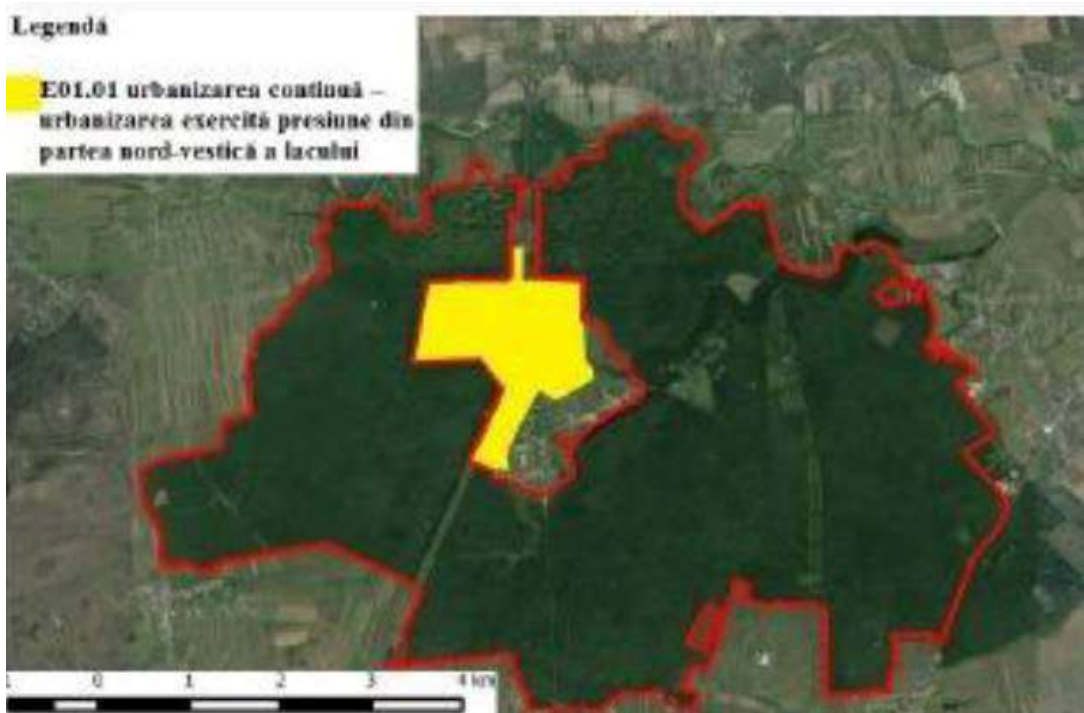 Legendă
E01.01 urbanizarea continuă –
urbanizarea exercită presiune din
partea nord-vestică a lacului
1 0 1 2 3 4 km